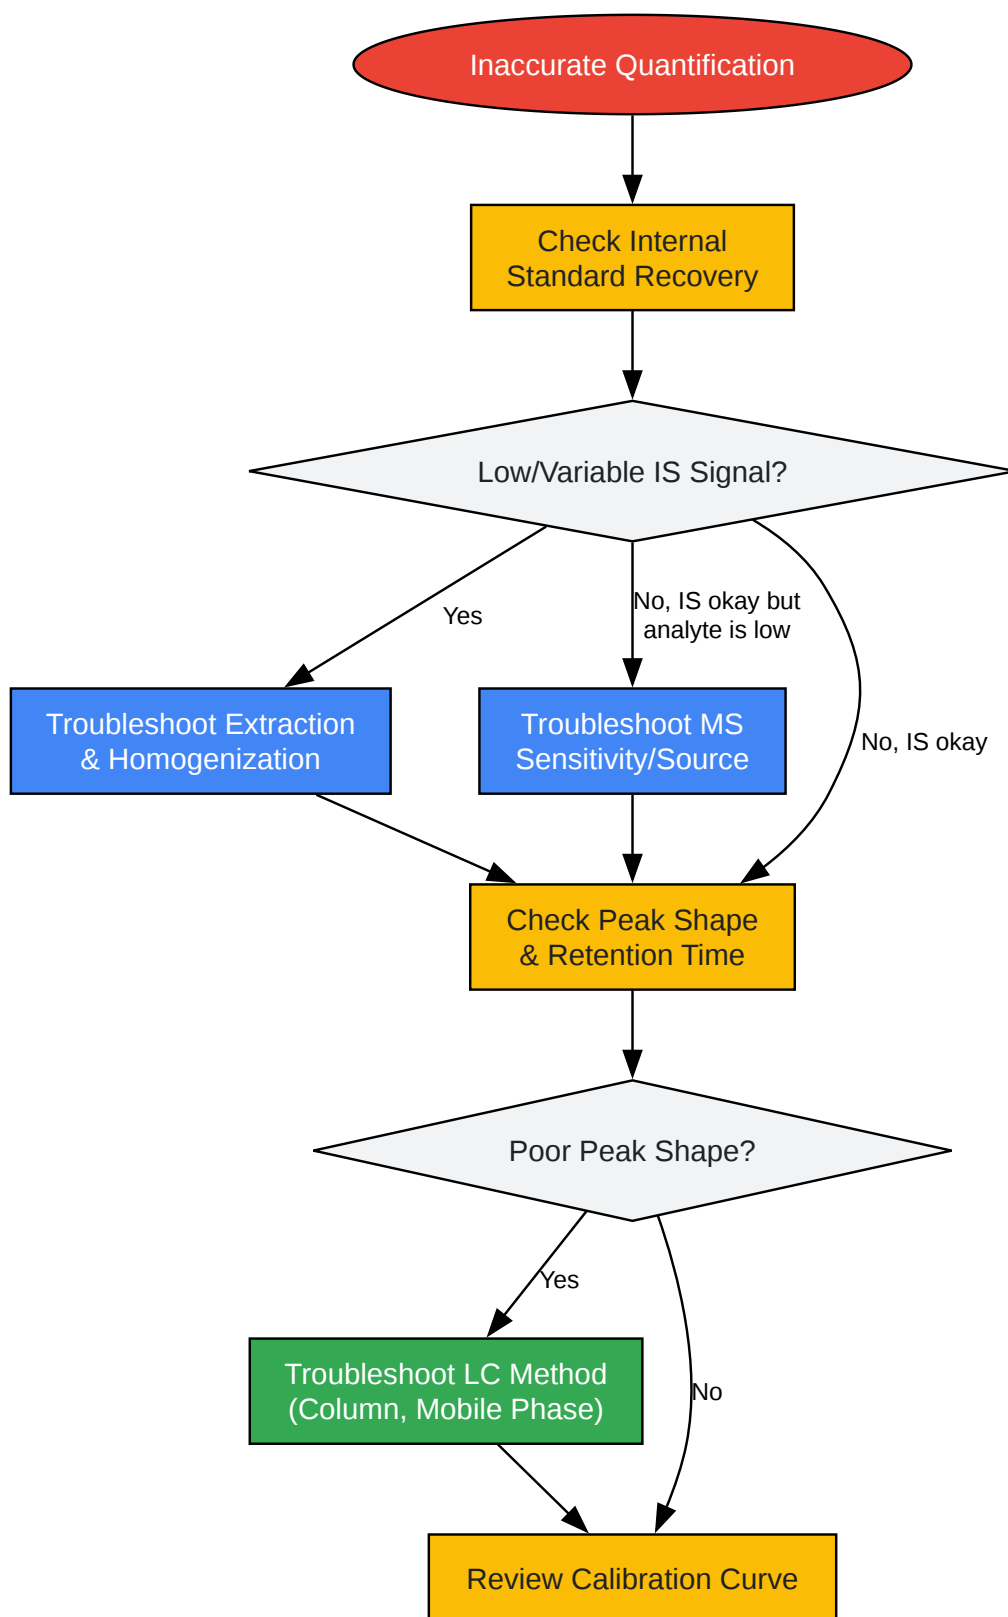 Inaccurate Quantification
Check Internal
Standard Recovery
Low/Variable IS Signal?
Yes
No, IS okay but
analyte is low
No, IS okay
Troubleshoot Extraction
& Homogenization
Troubleshoot MS
Sensitivity/Source
Check Peak Shape
& Retention Time
Poor Peak Shape?
Yes
No
Troubleshoot LC Method
(Column, Mobile Phase)
Review Calibration Curve